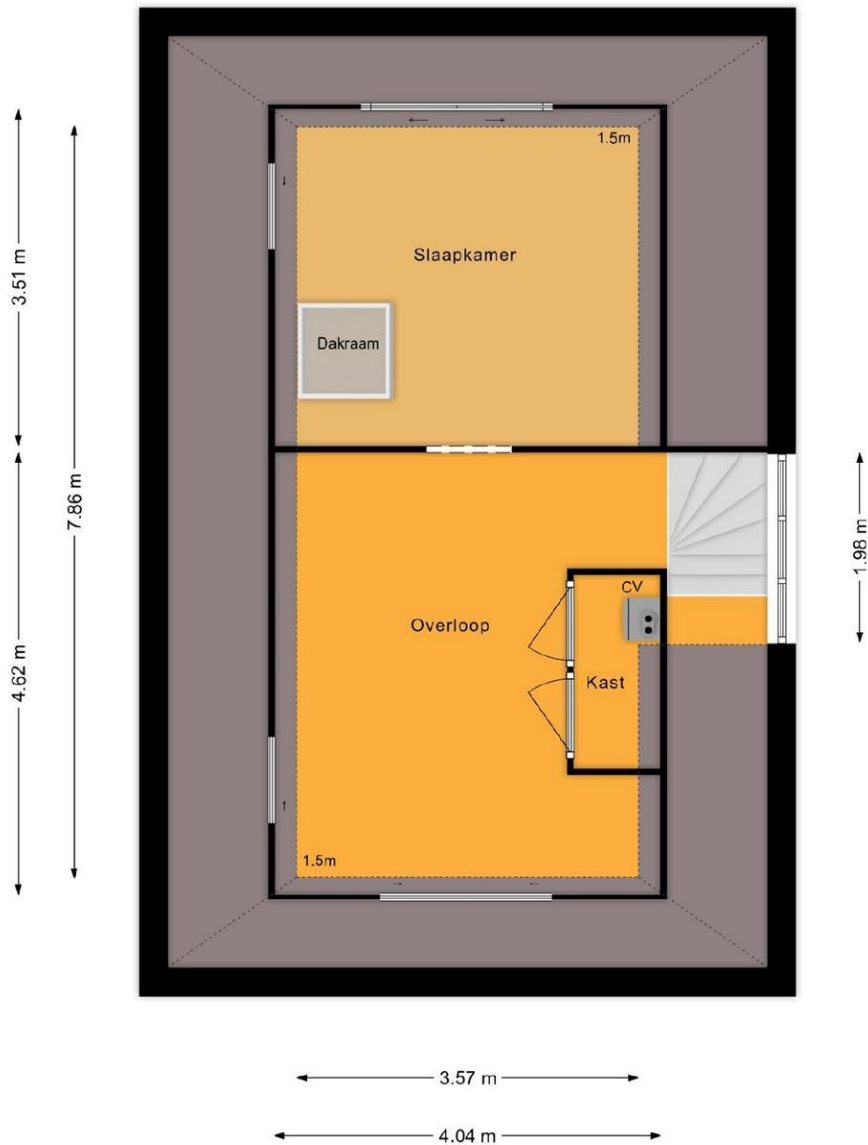 1.5m
Slaapkamer
3.51 m
Dakraam
7.86 m
1.98 m
CV
Overloop
4.62 m
Kast
1.5m
3.57 m
4.04 m